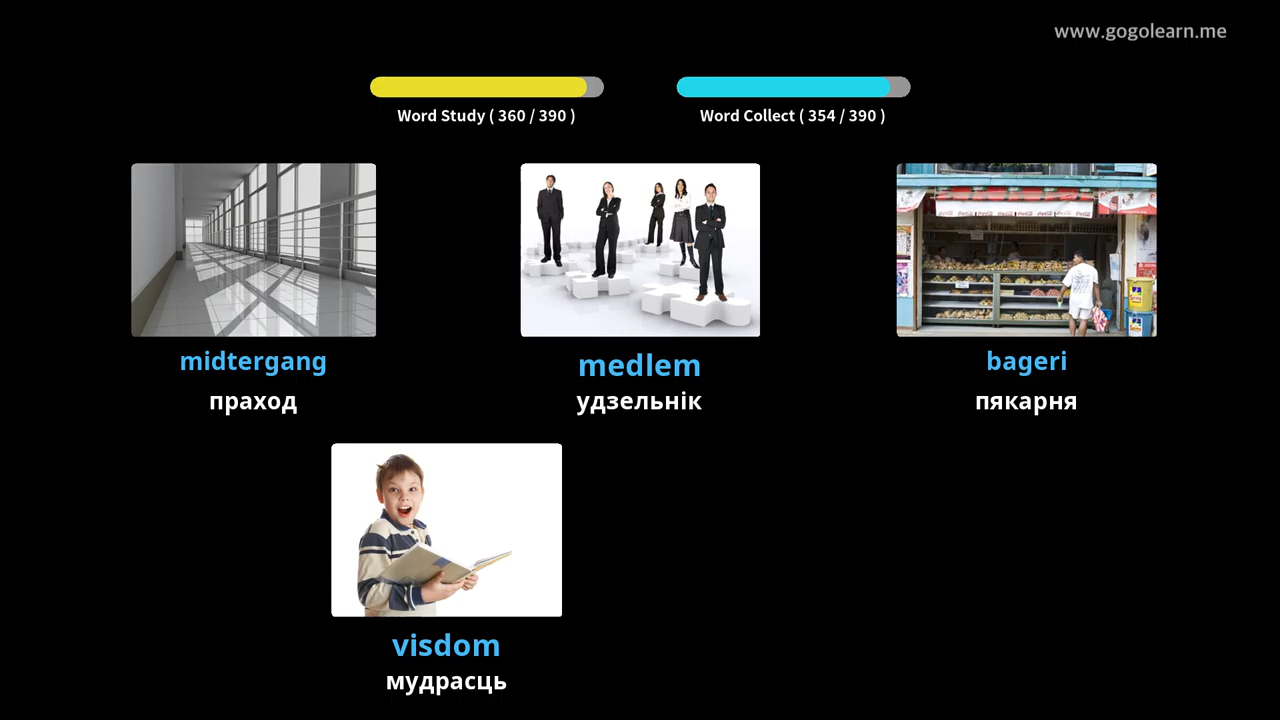 www.gogolearn.me
Word Study ( 360 / 390 )
Word Collect ( 354 / 390 )
midtergang
medlem
bageri
праход
удзельнік
пякарня
visdom
мудрасць